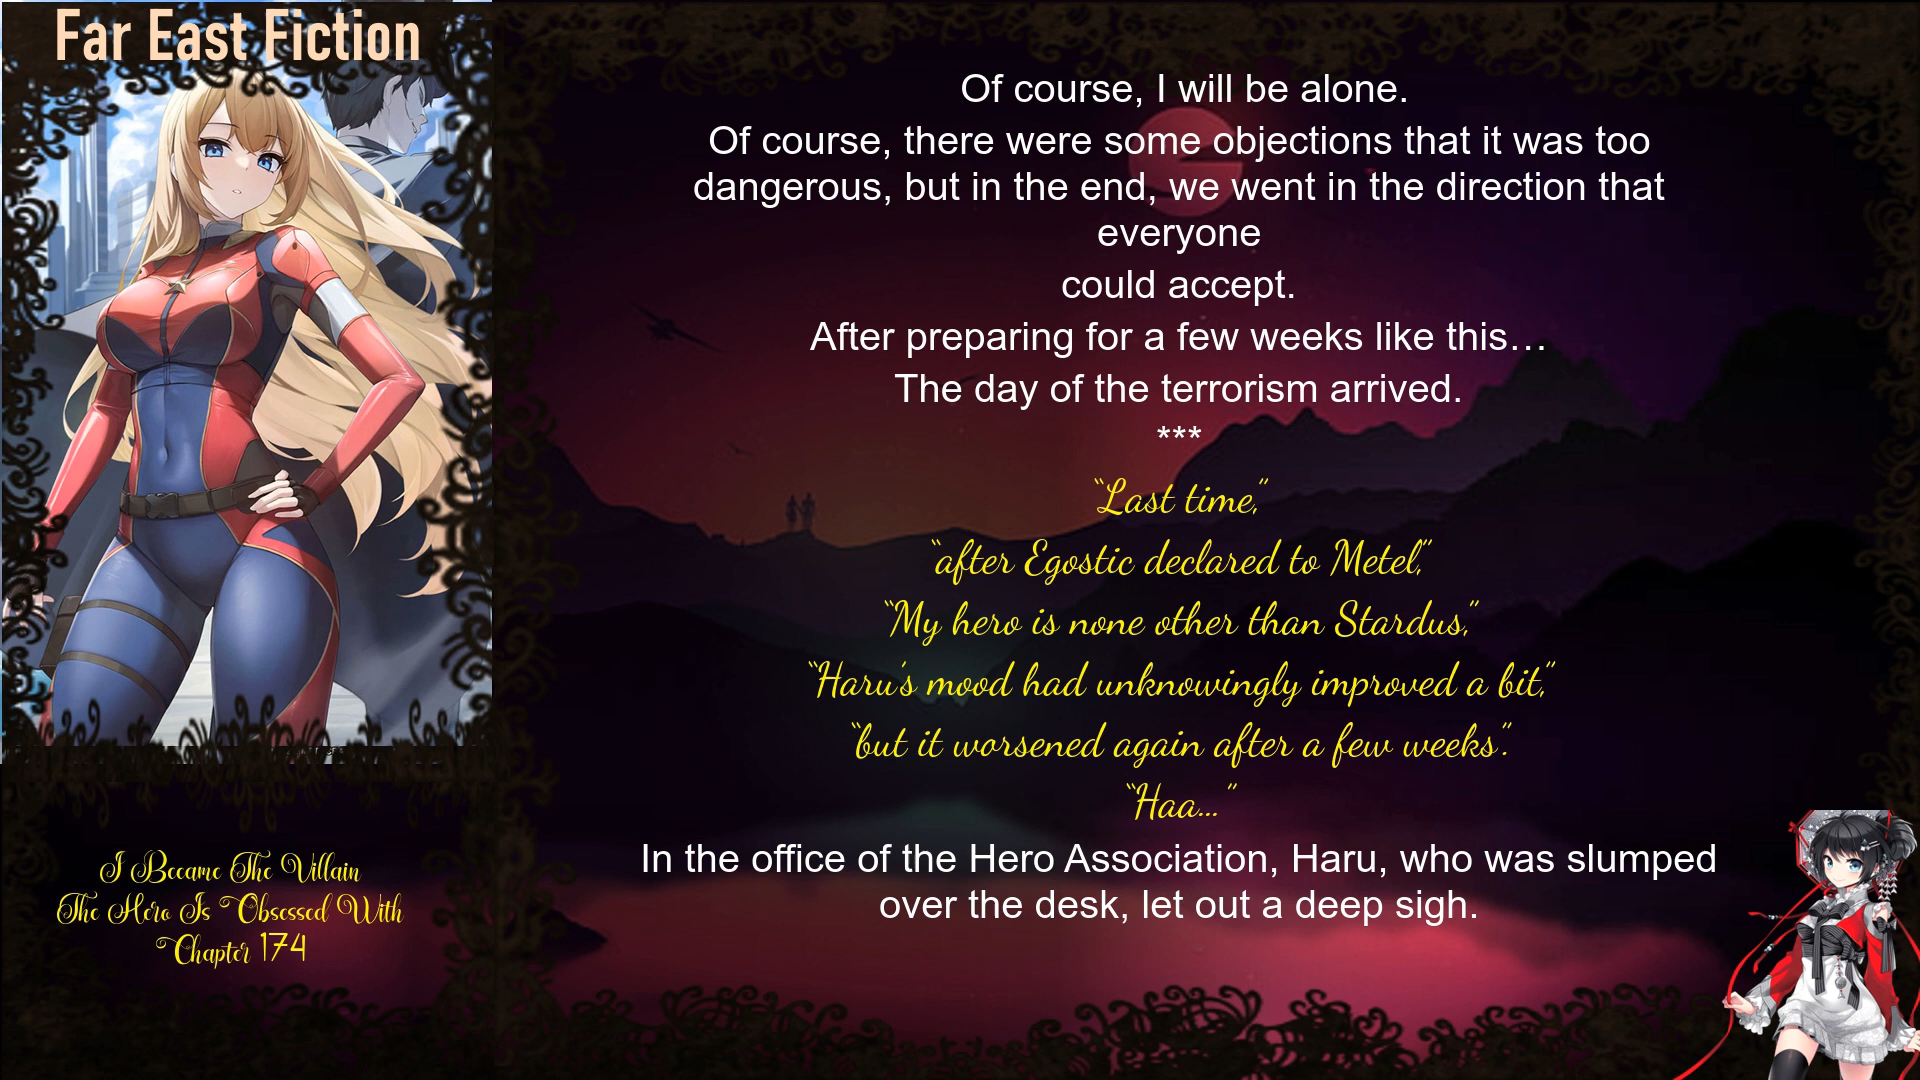 Far East Fiction
Of course, I will be alone.
Of course, there were some objections that it was too
dangerous, but in the end, we went in the direction that
everyone
could accept.
After preparing for a few weeks like this…
The day of the terrorism arrived.
***
“Last time,”
“after Egostic declared to Metel,”
“My hero is none other than Stardus,”
“Haru’s mood had unknowingly improved a bit,”
“but it worsened again after a few weeks”.
“Haa…”
In the office of the Hero Association, Haru, who was slumped
over the desk, let out a deep sigh.
I Became The Villain
The Hero Is Obsessed With
Chapter 174